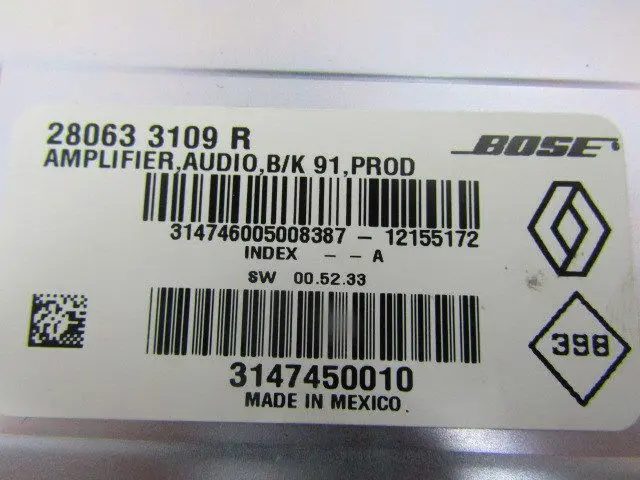 28063 3109 R
BOSE
AMPLIFIER,AUDIO,B/K 91,PROD
314746005008387 - 12155172
INDEX - - A
SW 00.52.33
398
3147450010
MADE IN MEXICO.